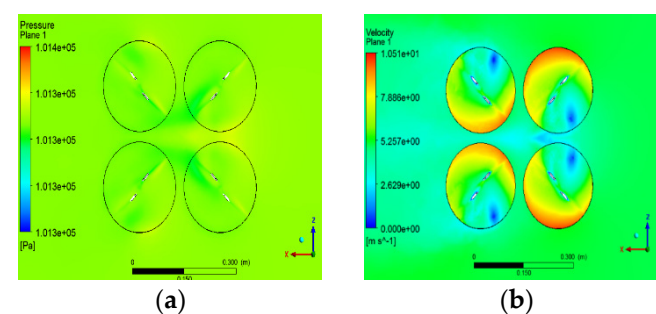 Pressure
Plane 1
1.014e+05
1.013e+05
1.013e+05
1.013e+05
1.013e+05
[Pa]
0 0.300 (m)
0.150
Z
X
(a)
Velocity
Plane 1
1.051e+01
7.886e+00
5.257e+00
2.629e+00
0.000e+00
[m s^-1]
0 0.300 (m)
0.150
Z
X
(b)